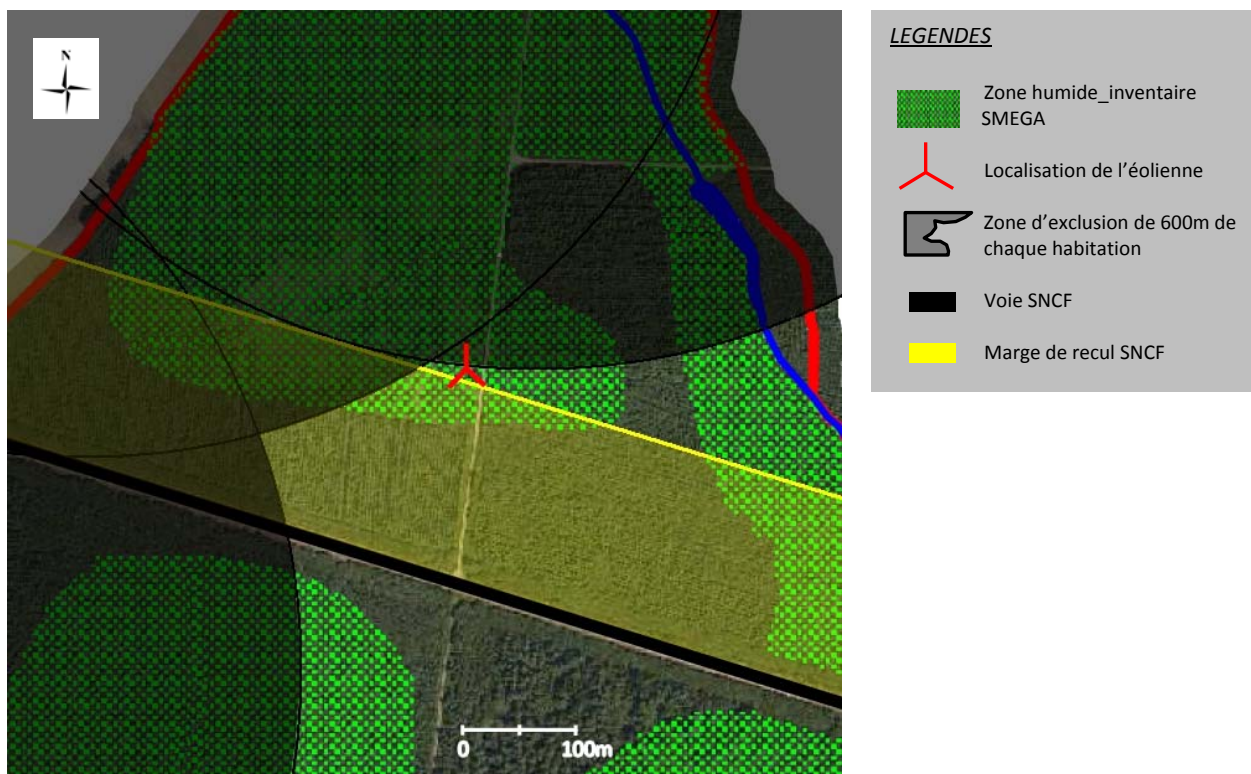 N
0 100m
LEGENDES
Zone humide_inventaire
SMEGA
Localisation de l'éolienne
Zone d'exclusion de 600m de
chaque habitation
Voie SNCF
Marge de recul SNCF